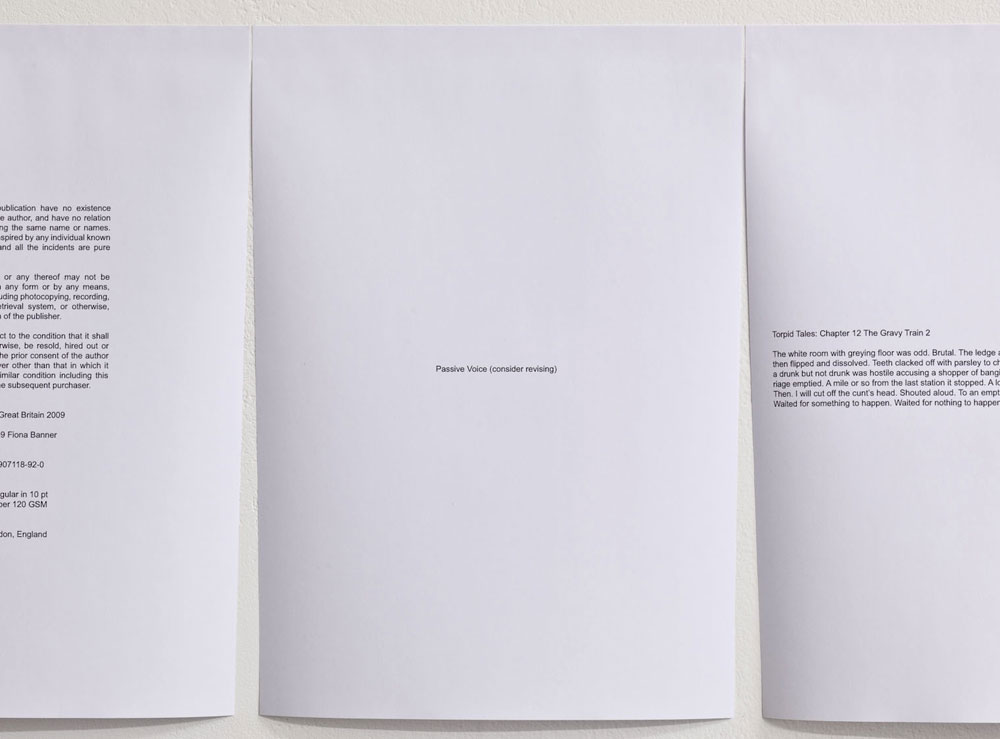 publication have no existence
e author, and have no relation
ng the same name or names.
nspired by any individual known
and all the incidents are pure
or any thereof may not be
any form or by any means,
uding photocopying, recording,
etrieval system, or otherwise,
of the publisher.
ct to the condition that it shall
rwise, be resold, hired out or
he prior consent of the author
ver other than that in which it
similar condition including this
e subsequent purchaser.
Great Britain 2009
9 Fiona Banner
907118-92-0
gular in 10 pt
per 120 GSM
don, England
Passive Voice (consider revising)
Torpid Tales: Chapter 12 The Gravy Train 2
The white room with greying floor was odd. Brutal. The ledge a
then flipped and dissolved. Teeth clacked off with parsley to ch
a drunk but not drunk was hostile accusing a shopper of bangi
riage emptied. A mile or so from the last station it stopped. A lo
Then. I will cut off the cunt's head. Shouted aloud. To an empt
Waited for something to happen. Waited for nothing to happen